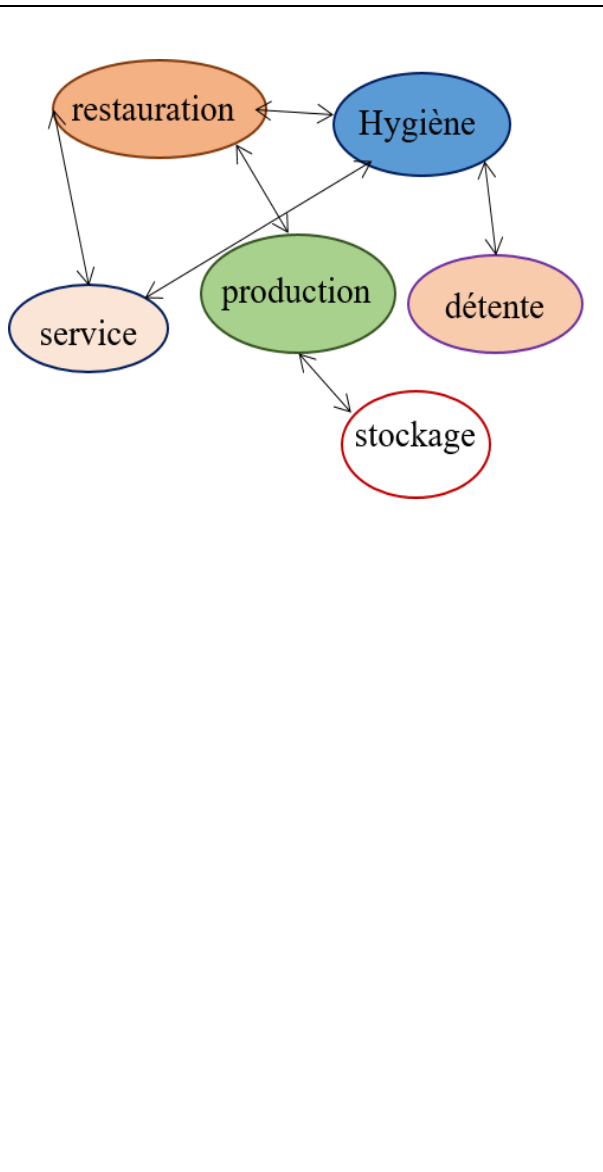 restauration
Hygiène
production
détente
service
stockage